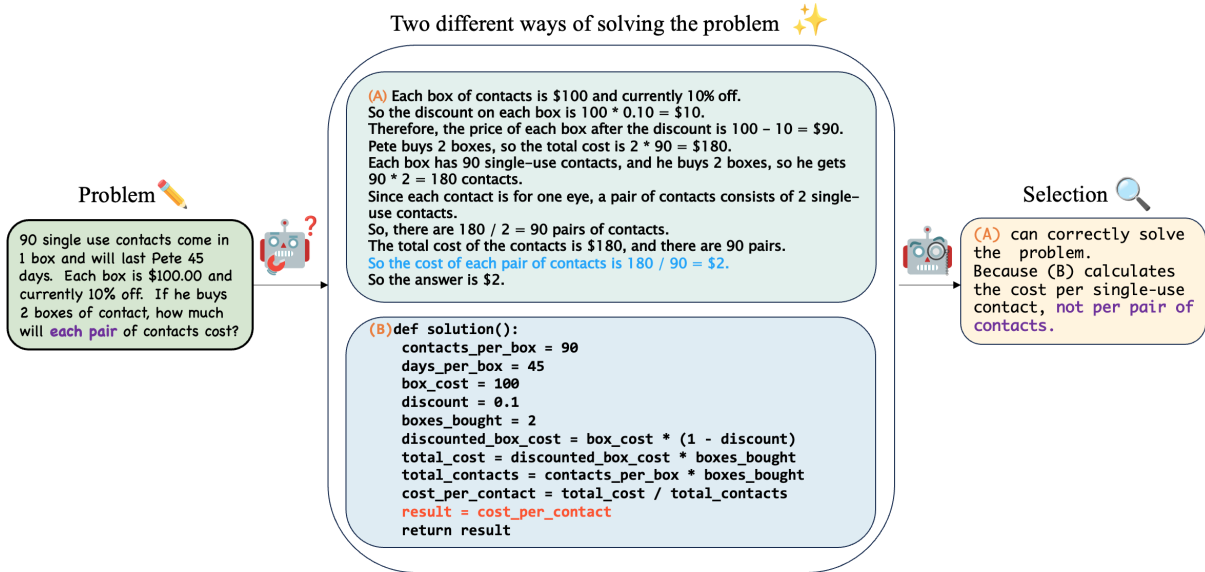 Two different ways of solving the problem
Problem
90 single use contacts come in
1 box and will last Pete 45
days. Each box is $100.00 and
currently 10% off. If he buys
2 boxes of contact, how much
will each pair of contacts cost?
?
(A) Each box of contacts is $100 and currently 10% off.
So the discount on each box is 100 * 0.10 = $10.
Therefore, the price of each box after the discount is 100 – 10 = $90.
Pete buys 2 boxes, so the total cost is 2 * 90 = $180.
Each box has 90 single-use contacts, and he buys 2 boxes, so he gets
90 * 2 = 180 contacts.
Since each contact is for one eye, a pair of contacts consists of 2 single-
use contacts.
So, there are 180 / 2 = 90 pairs of contacts.
The total cost of the contacts is $180, and there are 90 pairs.
So the cost of each pair of contacts is 180 / 90 = $2.
So the answer is $2.
(B)def solution():
contacts_per_box = 90
days_per_box = 45
box_cost = 100
discount = 0.1
boxes_bought = 2
discounted_box_cost = box_cost * (1 - discount)
total_cost = discounted_box_cost * boxes_bought
total_contacts = contacts_per_box * boxes_bought
cost_per_contact = total_cost / total_contacts
result = cost_per_contact
return result
Selection
(A) can correctly solve
the problem.
Because (B) calculates
the cost per single-use
contact, not per pair of
contacts.